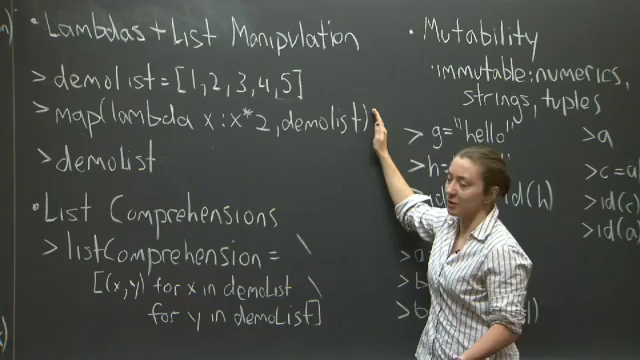 · Lambdas + List Manipulation
> demolist = [1,2,3,4,5]
> map(lambda x: x*2, demolist)
> demolist
· List Comprehensions
> listComprehension = \
[(x,y) for x in demoList \
for y in demoList]
· Mutability
· immutable: numerics,
strings, tuples
> g="hello"
> h=
id(h)
> a
> b
> b
> a
> c = a
> id(c)
> id(a)